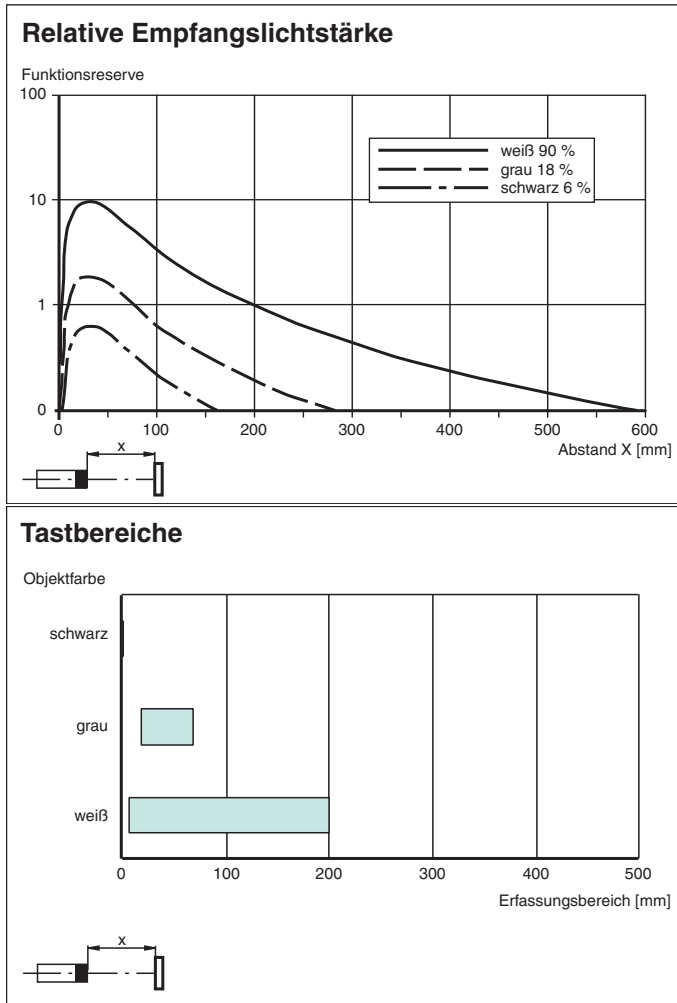 Relative Empfangslichtstärke
Funktionsreserve
100
10
1
0
weiß 90 %
grau 18 %
schwarz 6 %
0 100 200 300 400 500 600
Abstand X [mm]
x
Tastbereiche
Objektfarbe
schwarz
grau
weiß
0 100 200 300 400 500
Erfassungsbereich [mm]
x